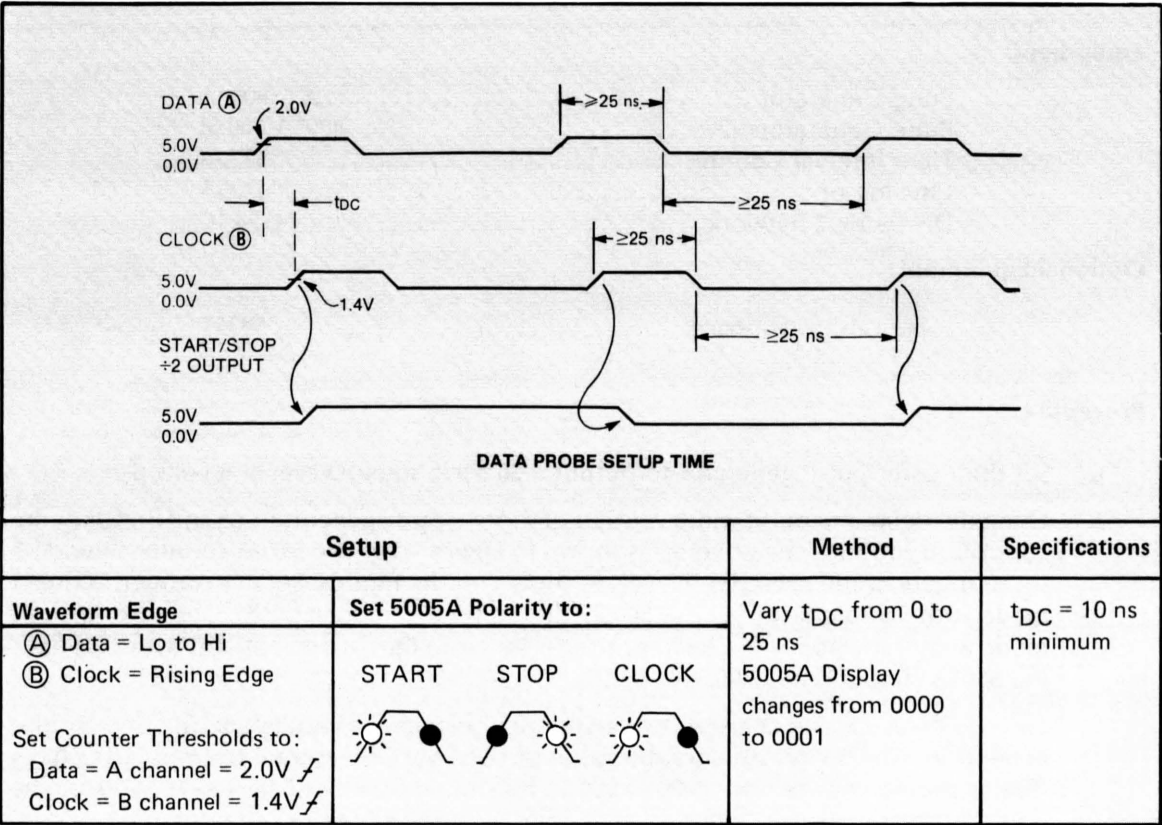 DATA Ⓐ
2.0V
≥25 ns
5.0V
0.0V
tDC
≥25 ns
CLOCK Ⓑ
≥25 ns
5.0V
0.0V
1.4V
START/STOP
÷2 OUTPUT
≥25 ns
5.0V
0.0V
DATA PROBE SETUP TIME
Setup
Method
Specifications
Waveform Edge
Ⓐ Data = Lo to Hi
Ⓑ Clock = Rising Edge
Set Counter Thresholds to:
Data = A channel = 2.0V
Clock = B channel = 1.4V
Set 5005A Polarity to:
START STOP CLOCK
Vary tDC from 0 to
25 ns
5005A Display
changes from 0000
to 0001
tDC = 10 ns
minimum